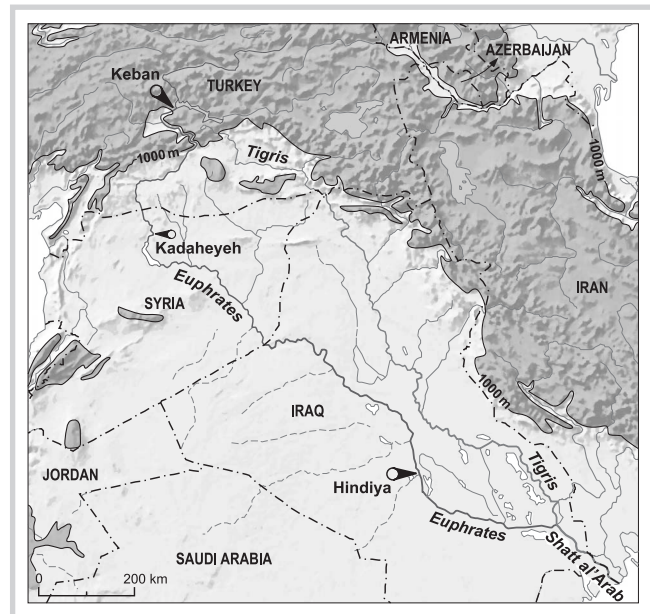 ARMENIA
AZERBAIJAN
Keban
TURKEY
1000 m
Tigris
1000 m
Kadaheyeh
Euphrates
SYRIA
IRAN
1000 m
IRAQ
JORDAN
Hindiya
Tigris
Euphrates
Shatt al'Arab
SAUDI ARABIA
0 200 km